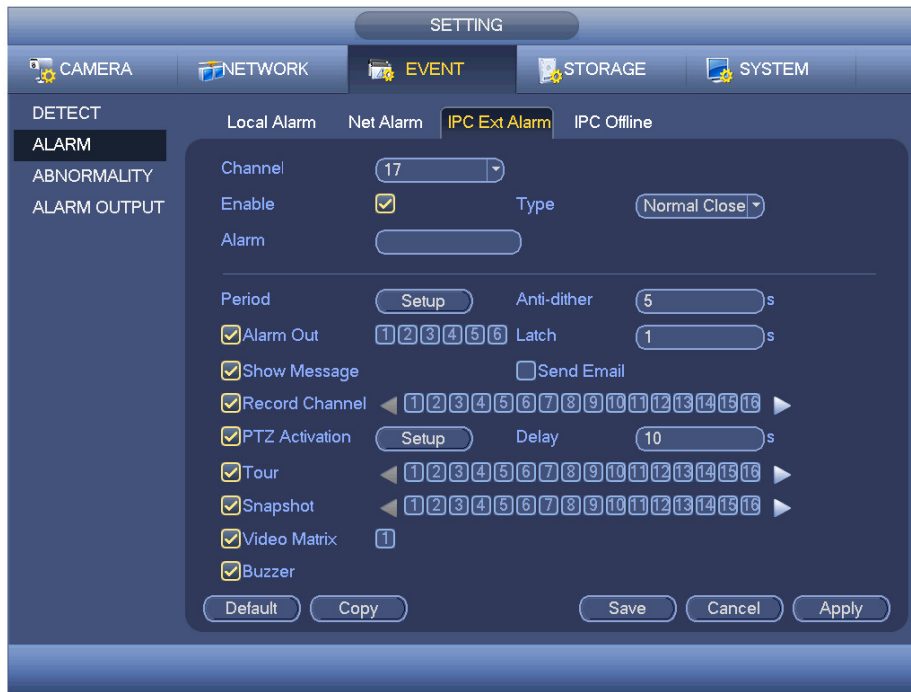 SETTING
CAMERA NETWORK EVENT STORAGE SYSTEM
DETECT
ALARM
ABNORMALITY
ALARM OUTPUT
Local Alarm Net Alarm IPC Ext Alarm IPC Offline
Channel 17
Enable Type Normal Close
Alarm
Period Setup Anti-dither 5 s
Alarm Out 1 2 3 4 5 6 Latch 1 s
Show Message Send Email
Record Channel 1 2 3 4 5 6 7 8 9 10 11 12 13 14 15 16
PTZ Activation Setup Delay 10 s
Tour 1 2 3 4 5 6 7 8 9 10 11 12 13 14 15 16
Snapshot 1 2 3 4 5 6 7 8 9 10 11 12 13 14 15 16
Video Matrix 1
Buzzer
Default Copy Save Cancel Apply